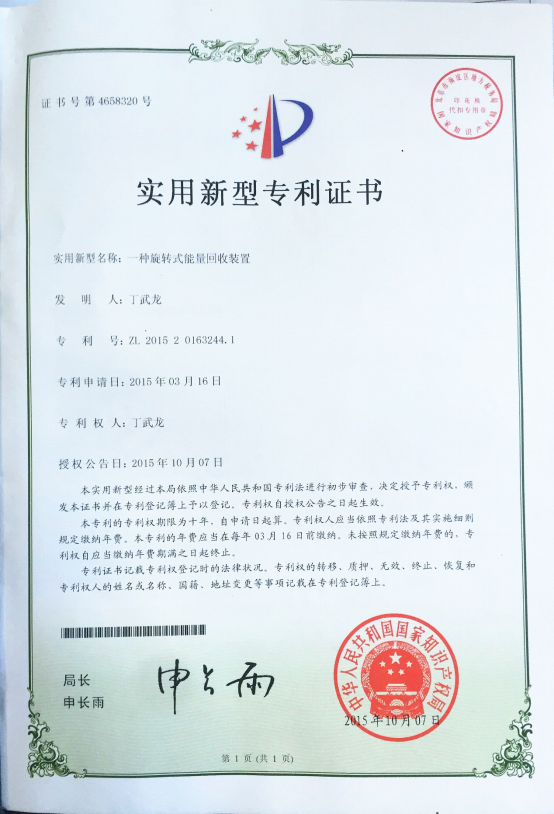 证书号第4658320号
北京市海淀区地方税务局
印花税
代扣专用章
国家知识产权局
实用新型专利证书
实用新型名称：一种旋转式能量回收装置
发明人：丁武龙
专利号：ZL 2015 2 0163244.1
专利申请日：2015年03月16日
专利权人：丁武龙
授权公告日：2015年10月07日
本实用新型经过本局依照中华人民共和国专利法进行初步审查，决定授予专利权，颁
发本证书并在专利登记簿上予以登记。专利权自授权公告之日起生效。
本专利的专利权期限为十年，自申请日起算。专利权人应当依照专利法及其实施细则
规定缴纳年费。本专利的年费应当在每年03月16日前缴纳。未按照规定缴纳年费的，专
利权自应当缴纳年费期满之日起终止。
专利证书记载专利权登记时的法律状况。专利权的转移、质押、无效、终止、恢复和
专利权人的姓名或名称、国籍、地址变更等事项记载在专利登记簿上。
局长
申长雨
申长雨
中华人民共和国国家知识产权局
2015年10月07日
第1页(共1页)